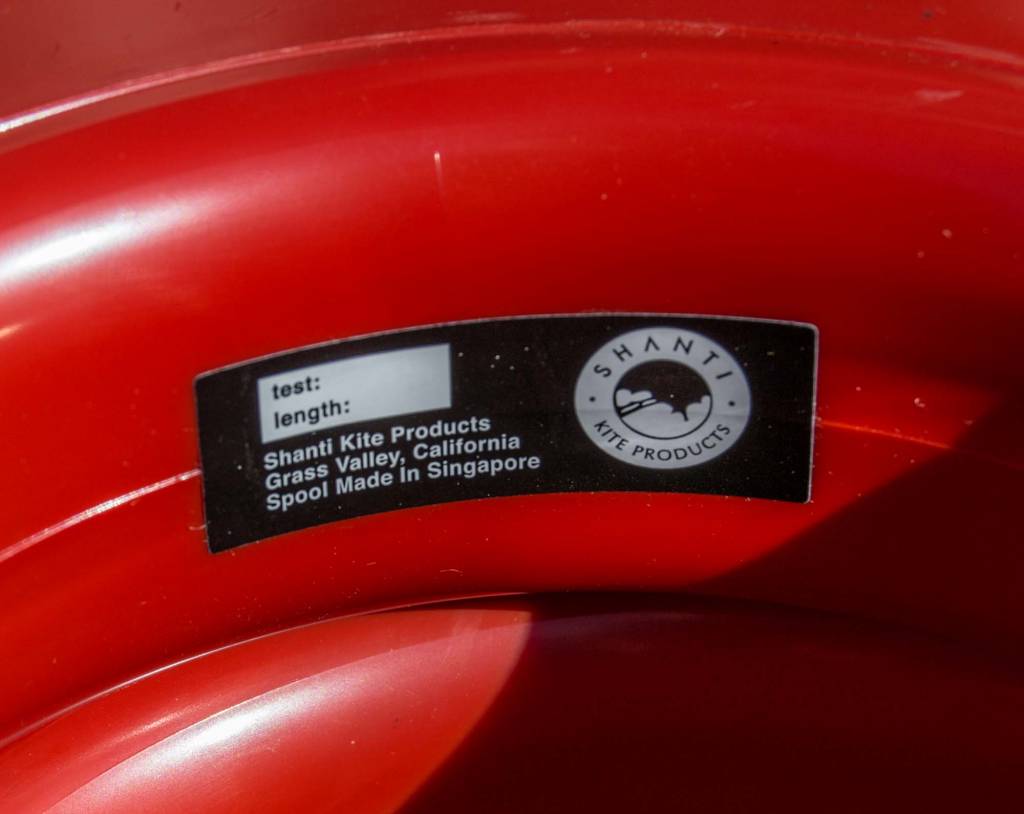 test:
length:
Shanti Kite Products
Grass Valley, California
Spool Made In Singapore
SHANTI
KITE PRODUCTS